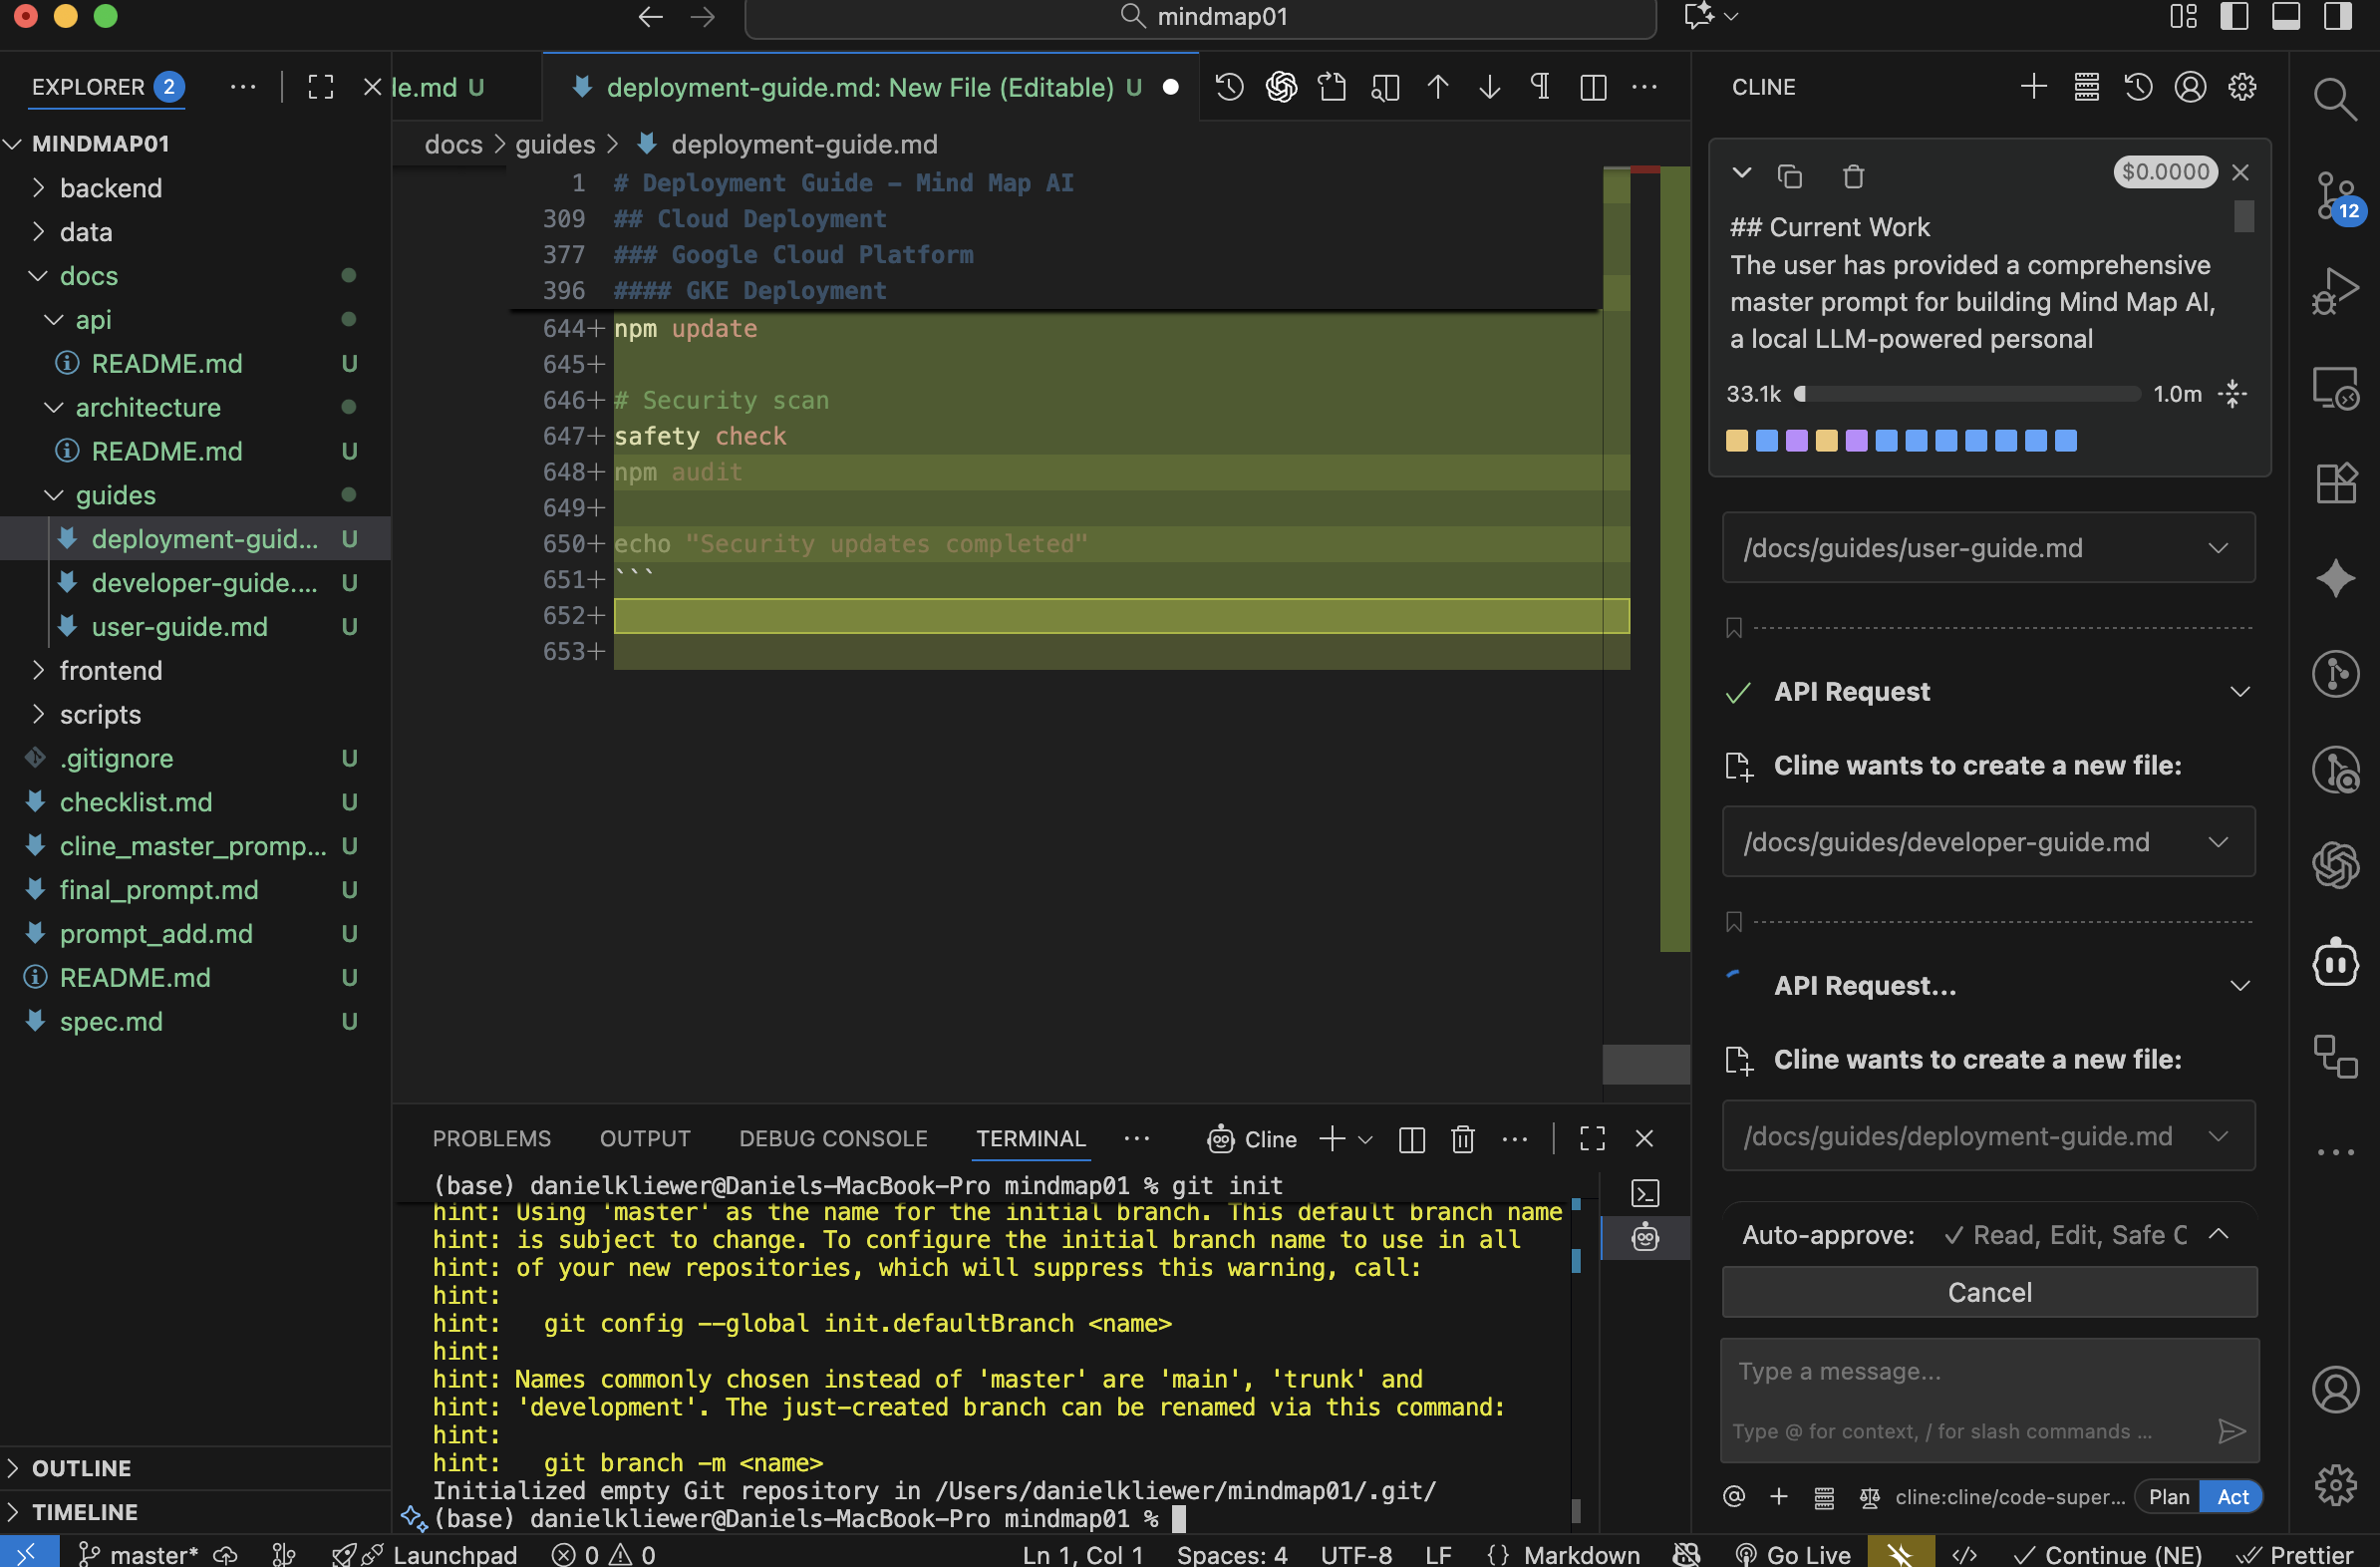 mindmap01
EXPLORER 2
le.md U
deployment-guide.md: New File (Editable) U
CLINE
MINDMAP01
backend
data
docs
api
README.md U
architecture
README.md U
guides
deployment-guid... U
developer-guide.... U
user-guide.md U
frontend
scripts
.gitignore U
checklist.md U
cline_master_promp... U
final_prompt.md U
prompt_add.md U
README.md U
spec.md U
OUTLINE
TIMELINE
docs > guides > deployment-guide.md
1 # Deployment Guide - Mind Map AI
309 ## Cloud Deployment
377 ### Google Cloud Platform
396 #### GKE Deployment
644+ npm update
645+
646+ # Security scan
647+ safety check
648+ npm audit
649+
650+ echo "Security updates completed"
651+ ```
652+
653+
PROBLEMS OUTPUT DEBUG CONSOLE TERMINAL ... Cline
(base) danielkliewer@Daniels-MacBook-Pro mindmap01 % git init
hint: Using 'master' as the name for the initial branch. This default branch name
hint: is subject to change. To configure the initial branch name to use in all
hint: of your new repositories, which will suppress this warning, call:
hint:
hint:   git config --global init.defaultBranch <name>
hint:
hint: Names commonly chosen instead of 'master' are 'main', 'trunk' and
hint: 'development'. The just-created branch can be renamed via this command:
hint:
hint:   git branch -m <name>
Initialized empty Git repository in /Users/danielkliewer/mindmap01/.git/
(base) danielkliewer@Daniels-MacBook-Pro mindmap01 %
$0.0000
## Current Work
The user has provided a comprehensive
master prompt for building Mind Map AI,
a local LLM-powered personal
33.1k 1.0m
/docs/guides/user-guide.md
API Request
Cline wants to create a new file:
/docs/guides/developer-guide.md
API Request...
Cline wants to create a new file:
/docs/guides/deployment-guide.md
Auto-approve: Read, Edit, Safe C
Cancel
Type a message...
Type @ for context, / for slash commands ...
cline:cline/code-super... Plan Act
12
master* Launchpad 0 0 Ln 1, Col 1 Spaces: 4 UTF-8 LF {} Markdown Go Live </> Continue (NE) Prettier